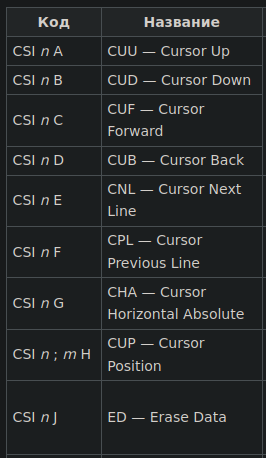 Код Название
CSI n A CUU — Cursor Up
CSI n B CUD — Cursor Down
CSI n C CUF — Cursor
Forward
CSI n D CUB — Cursor Back
CSI n E CNL — Cursor Next
Line
CSI n F CPL — Cursor
Previous Line
CSI n G CHA — Cursor
Horizontal Absolute
CSI n ; m H CUP — Cursor
Position
CSI n J ED — Erase Data